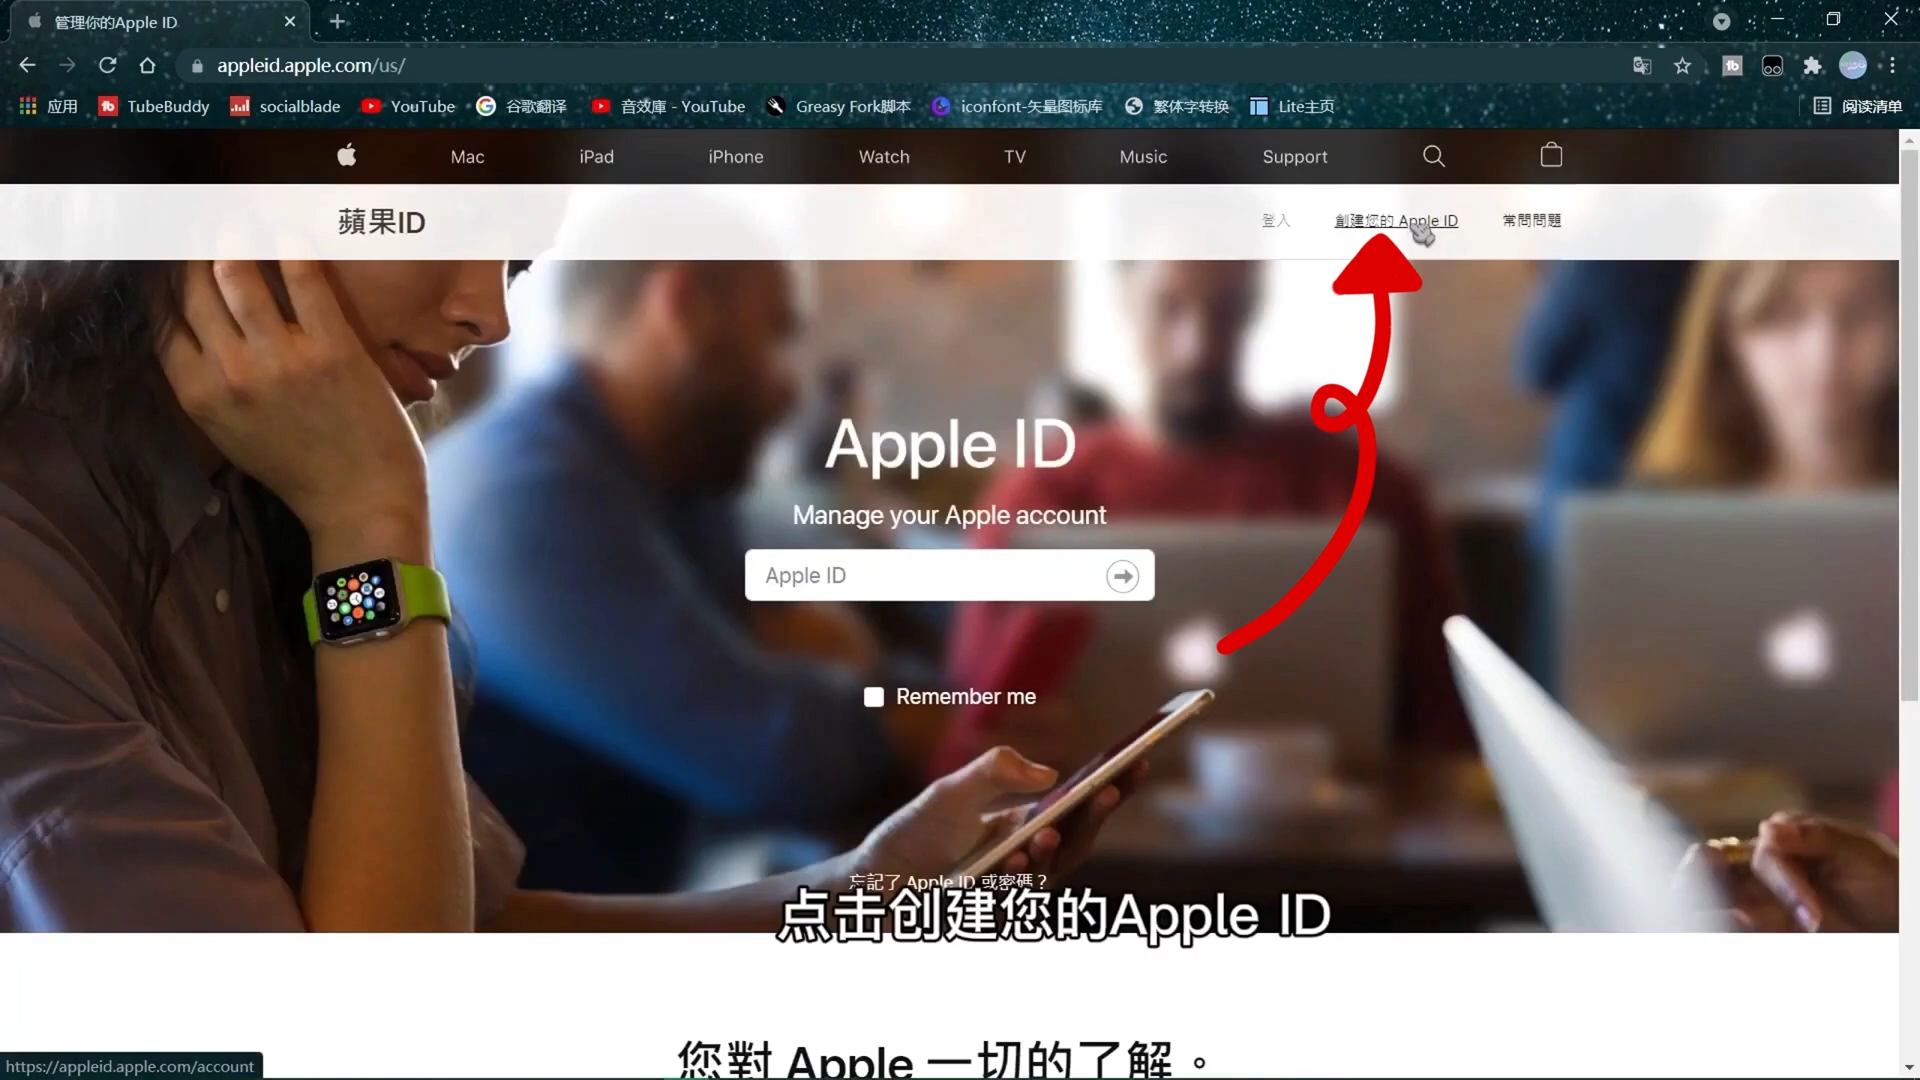 管理你的Apple ID
appleid.apple.com/us/
应用
TubeBuddy
socialblade
YouTube
谷歌翻译
音效庫 - YouTube
Greasy Fork脚本
iconfont-矢量图标库
繁体字转换
Lite主页
阅读清单
Mac
iPad
iPhone
Watch
TV
Music
Support
蘋果ID
登入
創建您的 Apple ID
常問問題
Apple ID
Manage your Apple account
Apple ID
Remember me
忘記了 Apple ID 或密碼？
点击创建您的Apple ID
您對 Apple 一切的了解。
https://appleid.apple.com/account